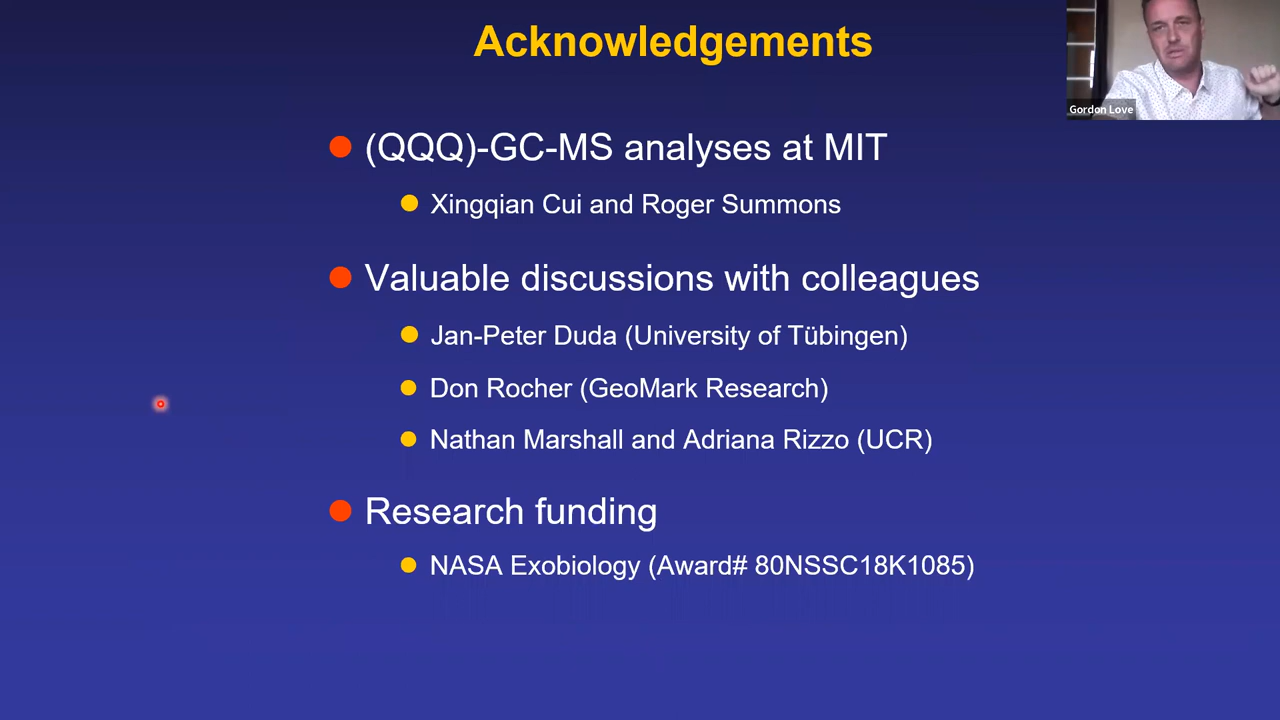 Acknowledgements
Gordon Love
(QQQ)-GC-MS analyses at MIT
Xingqian Cui and Roger Summons
Valuable discussions with colleagues
Jan-Peter Duda (University of Tübingen)
Don Rocher (GeoMark Research)
Nathan Marshall and Adriana Rizzo (UCR)
Research funding
NASA Exobiology (Award# 80NSSC18K1085)